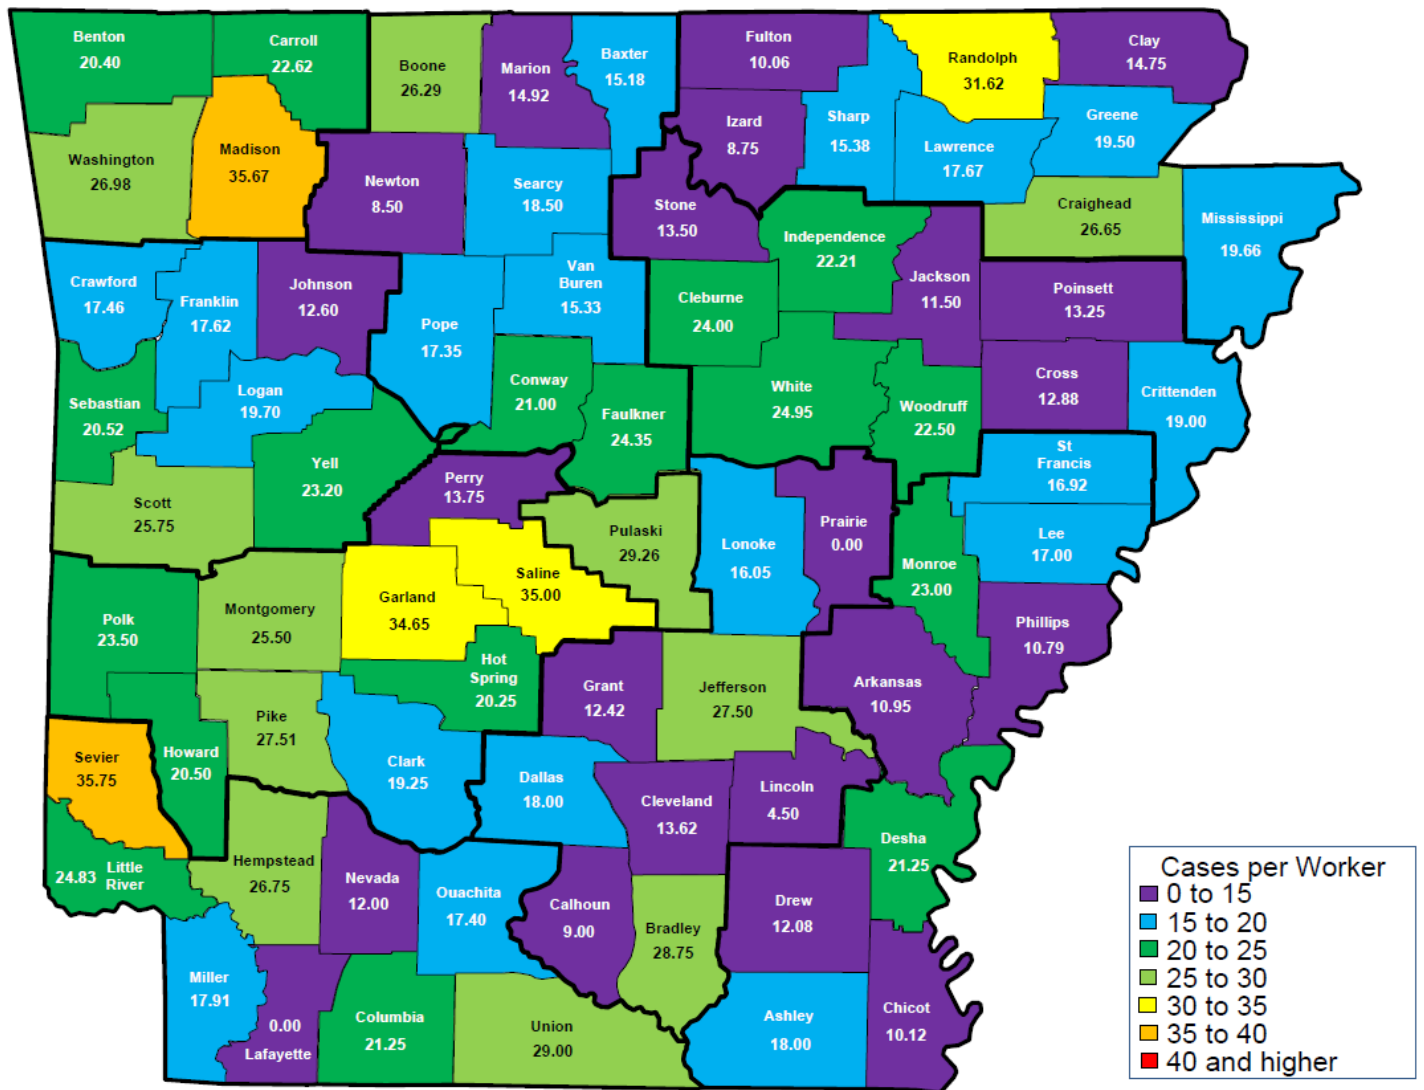 Benton
20.40
Carroll
22.62
Boone
26.29
Marion
14.92
Baxter
15.18
Fulton
10.06
Randolph
31.62
Clay
14.75
Washington
26.98
Madison
35.67
Newton
8.50
Searcy
18.50
Izard
8.75
Sharp
15.38
Lawrence
17.67
Greene
19.50
Stone
13.50
Independence
22.21
Jackson
11.50
Craighead
26.65
Mississippi
19.66
Crawford
17.46
Franklin
17.62
Johnson
12.60
Pope
17.35
Van
Buren
15.33
Cleburne
24.00
Poinsett
13.25
Sebastian
20.52
Logan
19.70
Conway
21.00
Faulkner
24.35
White
24.95
Woodruff
22.50
Cross
12.88
Crittenden
19.00
Scott
25.75
Yell
23.20
Perry
13.75
Pulaski
29.26
Lonoke
16.05
Prairie
0.00
Monroe
23.00
St
Francis
16.92
Lee
17.00
Polk
23.50
Montgomery
25.50
Garland
34.65
Saline
35.00
Hot
Spring
20.25
Grant
12.42
Jefferson
27.50
Arkansas
10.95
Phillips
10.79
Sevier
35.75
Howard
20.50
Pike
27.51
Clark
19.25
Dallas
18.00
Cleveland
13.62
Lincoln
4.50
Desha
21.25
24.83 Little
River
Hempstead
26.75
Nevada
12.00
Ouachita
17.40
Calhoun
9.00
Bradley
28.75
Drew
12.08
Miller
17.91
0.00
Lafayette
Columbia
21.25
Union
29.00
Ashley
18.00
Chicot
10.12
Cases per Worker
0 to 15
15 to 20
20 to 25
25 to 30
30 to 35
35 to 40
40 and higher